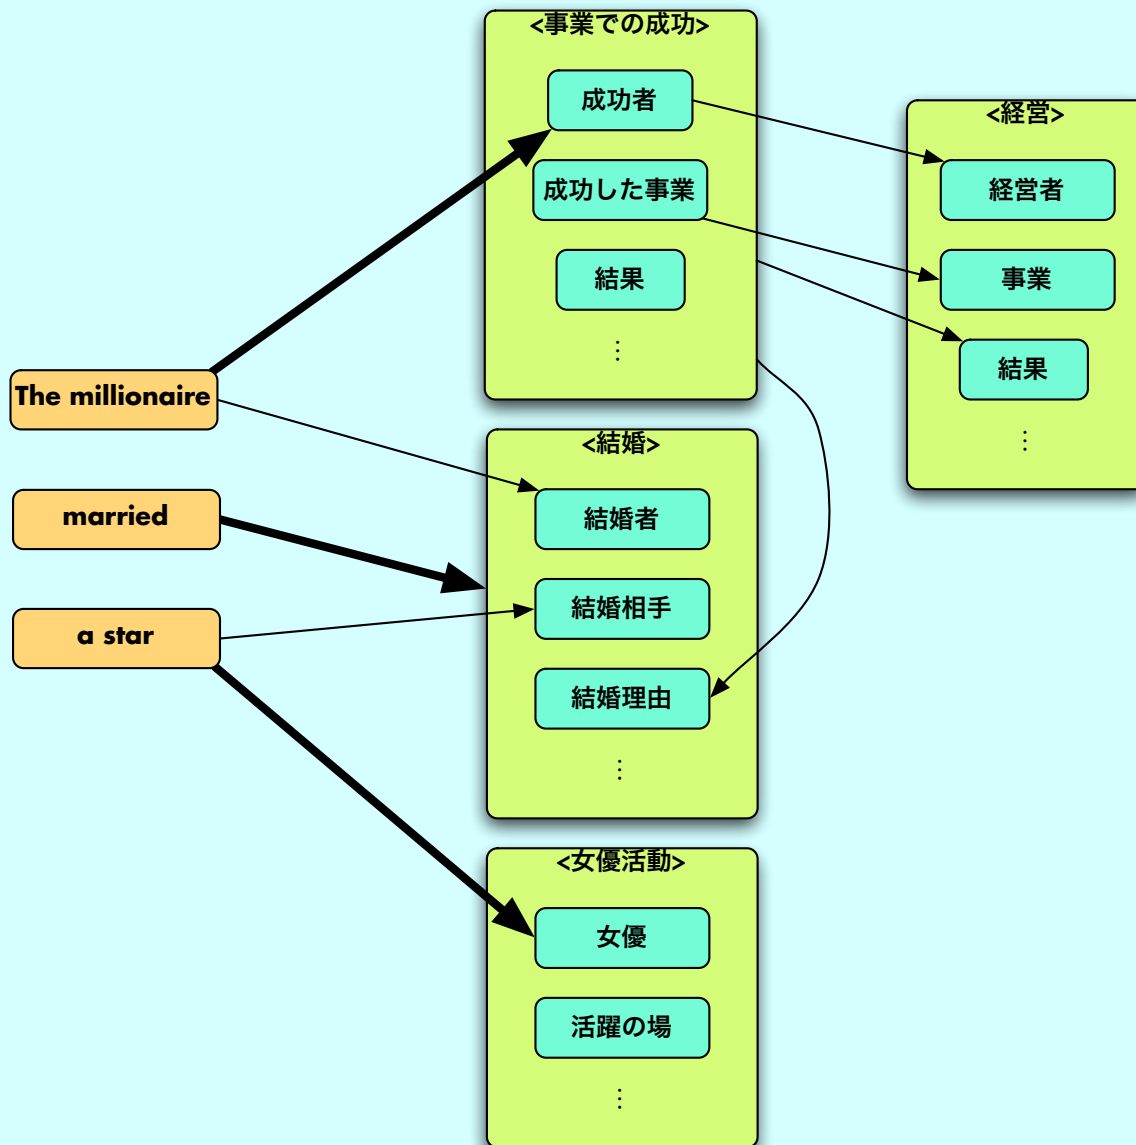 The millionaire
married
a star
<事業での成功>
成功者
成功した事業
結果
⋮
<結婚>
結婚者
結婚相手
結婚理由
⋮
<女優活動>
女優
活躍の場
⋮
<経営>
経営者
事業
結果
⋮